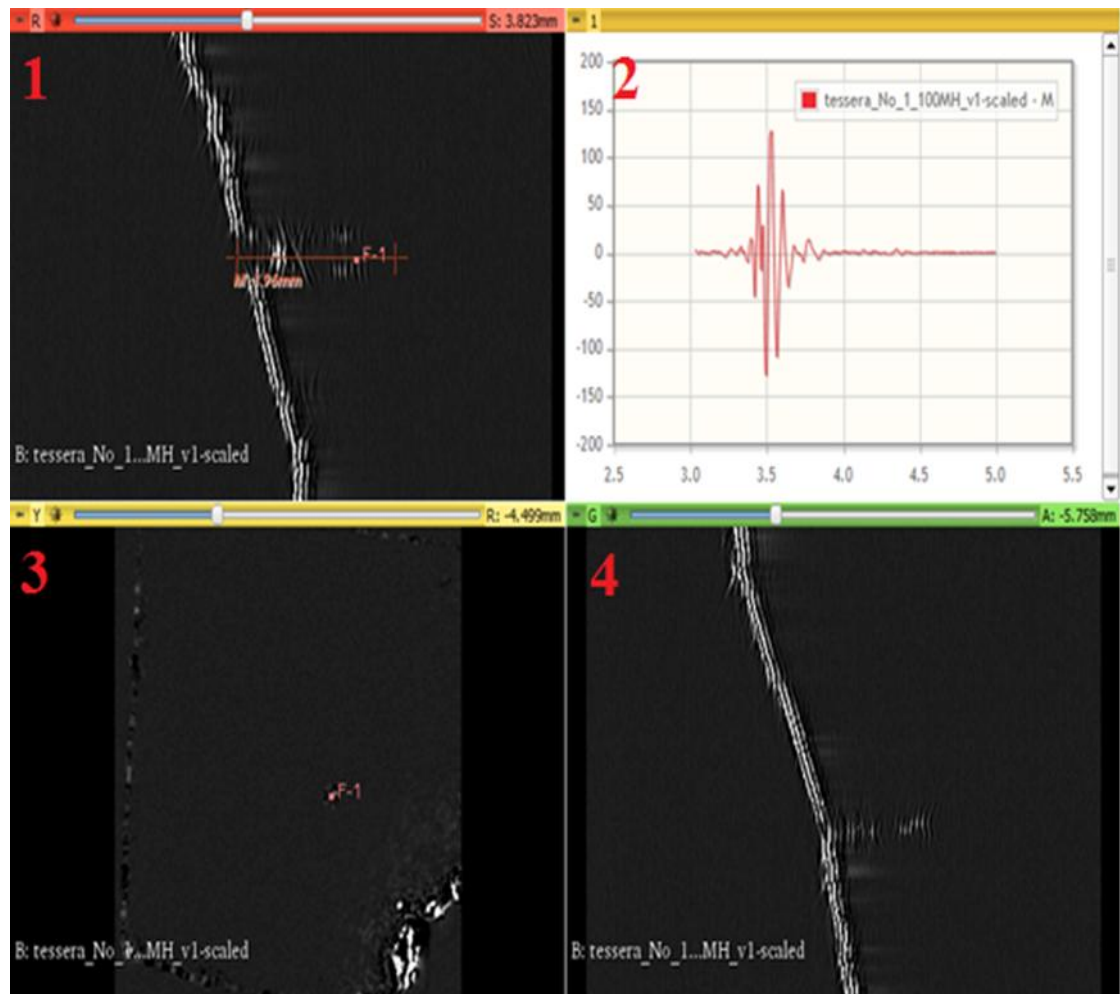 R S: 3.823mm
1
F-1
B: tessera_No_1...MH_v1-scaled
1
2
tessera_No_1_100MH_v1-scaled - M
200
150
100
50
0
-50
-100
-150
-200
2.5 3.0 3.5 4.0 4.5 5.0 5.5
Y R: -4.499mm
3
F-1
B: tessera_No_1...MH_v1-scaled
G A: -5.758mm
4
B: tessera_No_1...MH_v1-scaled